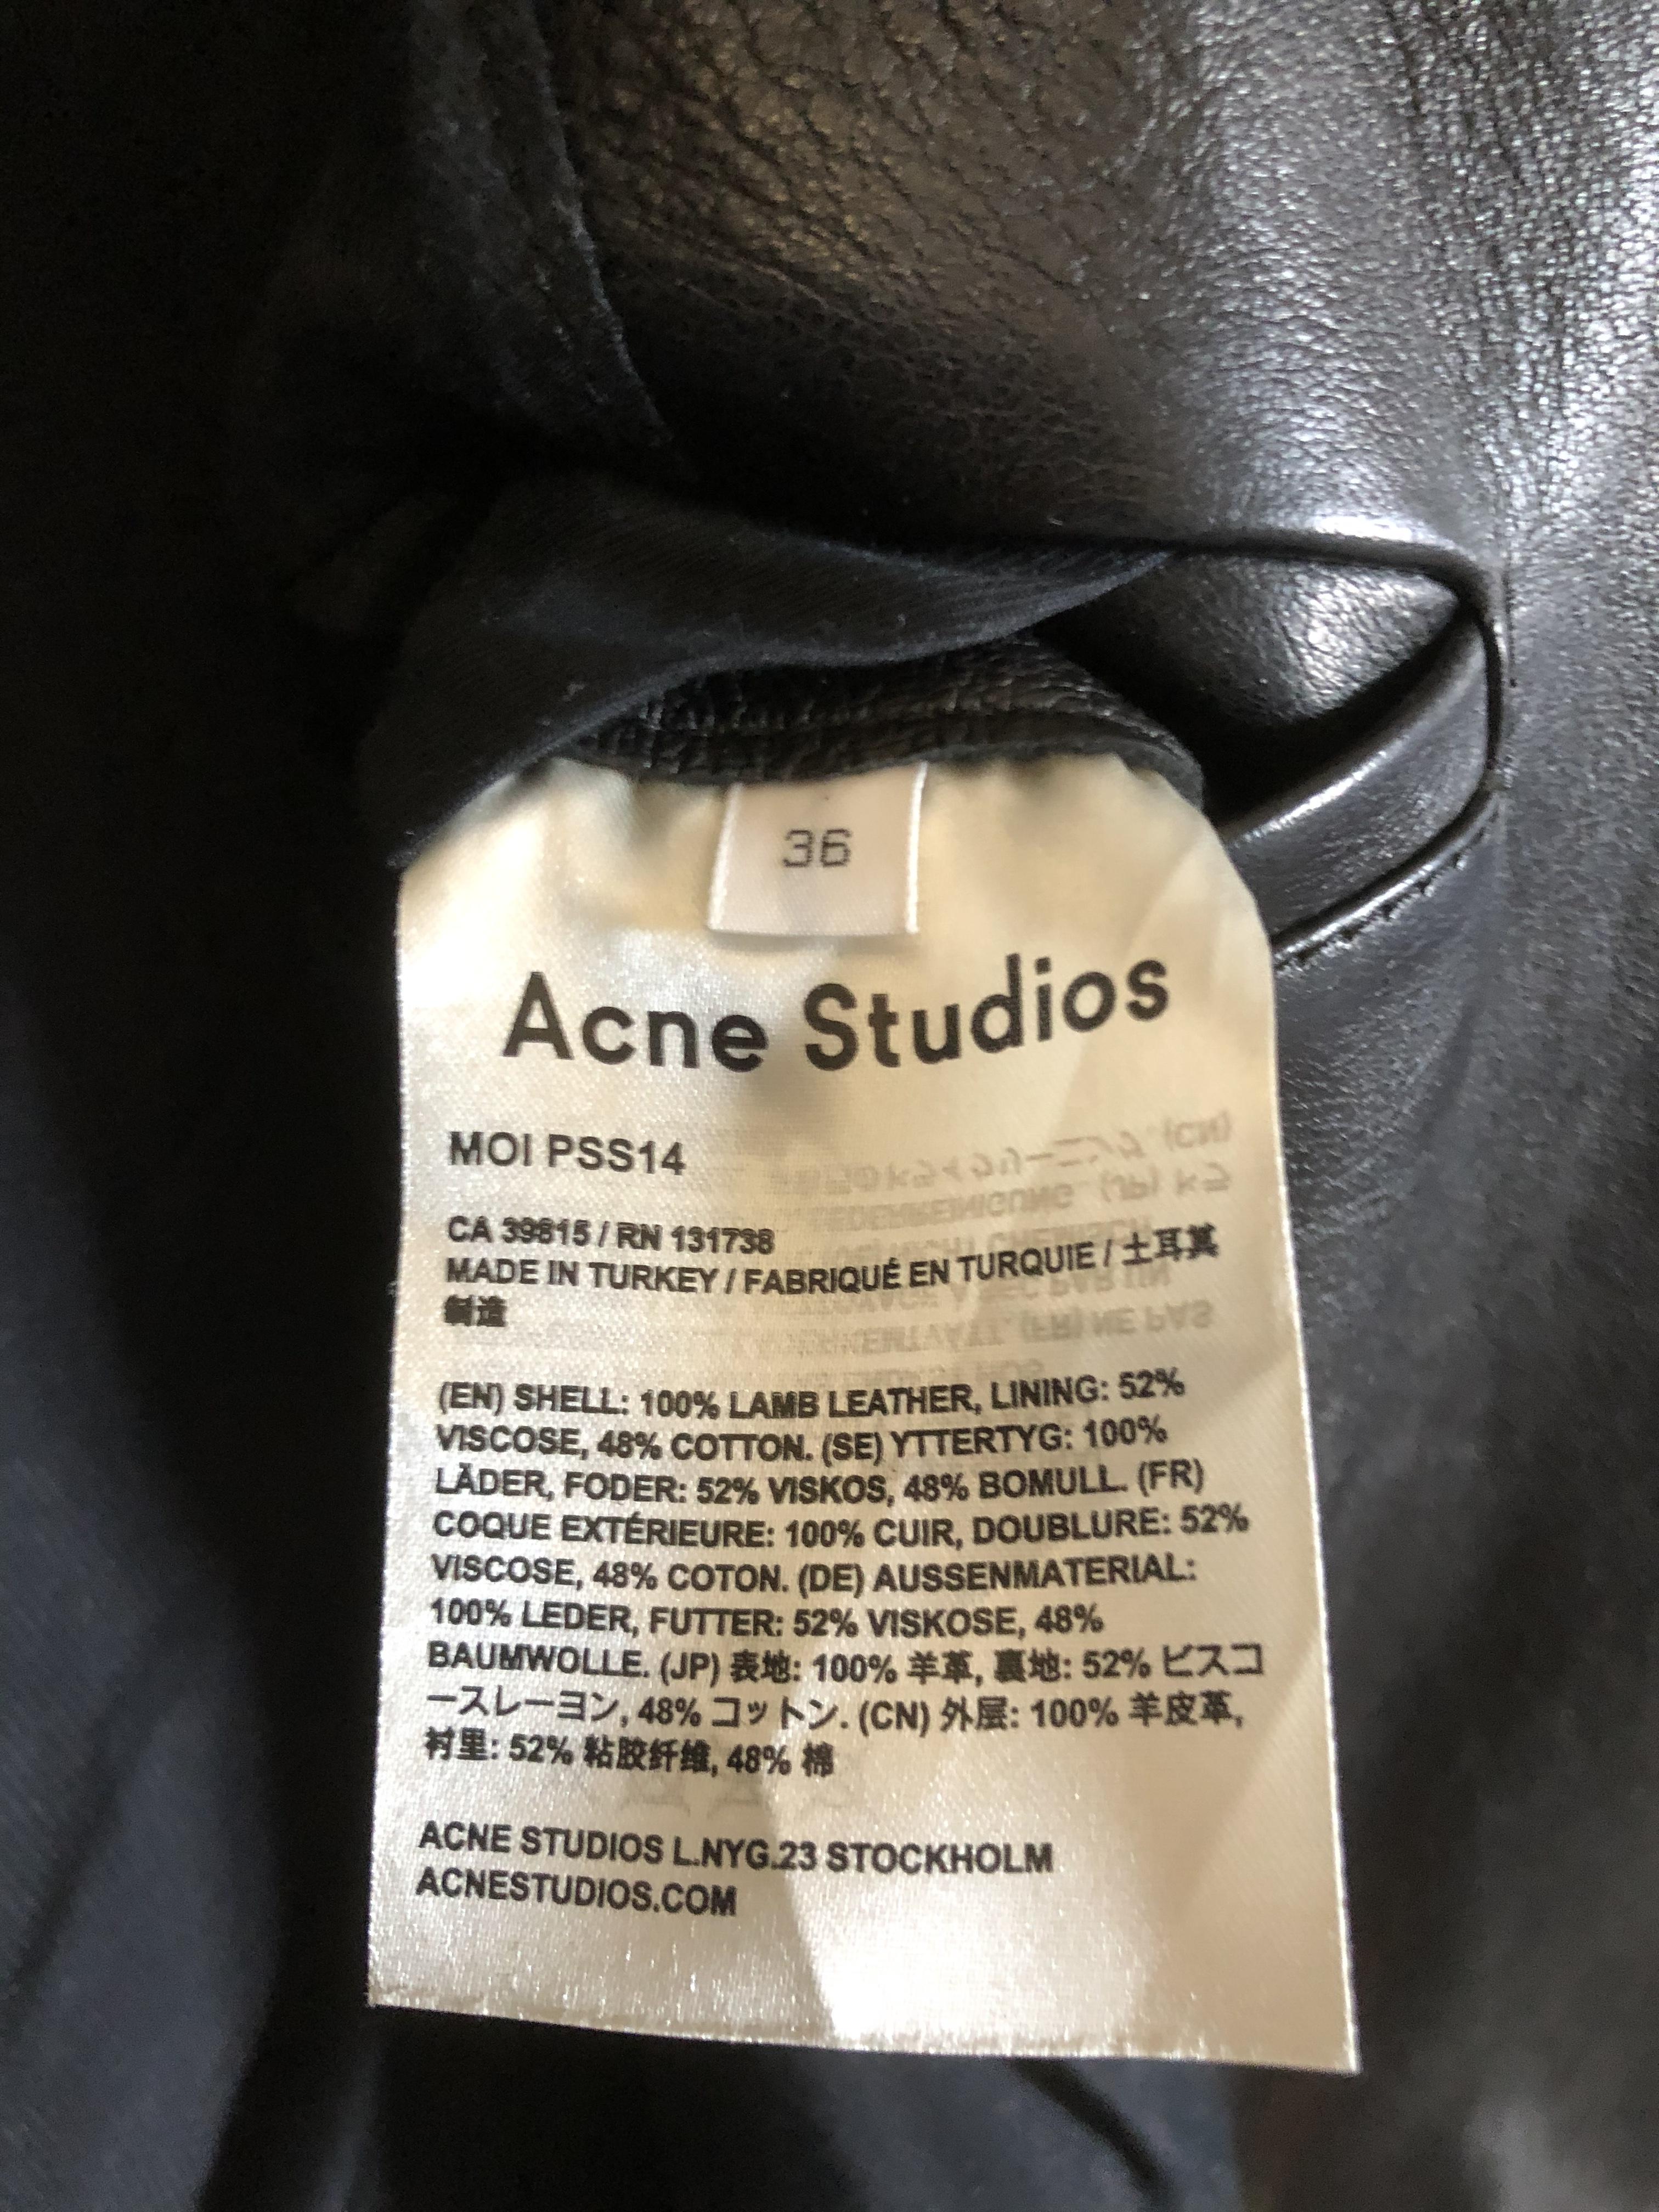 36
Acne Studios
MOI PSS14
CA 39815 / RN 131738
MADE IN TURKEY / FABRIQUÉ EN TURQUIE / 土耳其
制造
(EN) SHELL: 100% LAMB LEATHER, LINING: 52%
VISCOSE, 48% COTTON. (SE) YTTERTYG: 100%
LÄDER, FODER: 52% VISKOS, 48% BOMULL. (FR)
COQUE EXTÉRIEURE: 100% CUIR, DOUBLURE: 52%
VISCOSE, 48% COTON. (DE) AUSSENMATERIAL:
100% LEDER, FUTTER: 52% VISKOSE, 48%
BAUMWOLLE. (JP) 表地: 100% 羊革, 裏地: 52% ビスコ
ースレーヨン, 48% コットン. (CN) 外层: 100% 羊皮革,
衬里: 52% 粘胶纤维, 48% 棉
ACNE STUDIOS L.NYG.23 STOCKHOLM
ACNESTUDIOS.COM